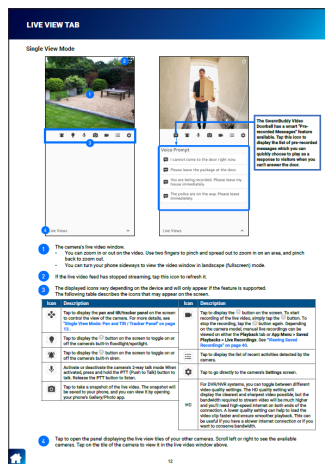 LIVE VIEW TAB
Single View Mode
The SwannBuddy Video
Doorbell has a smart "Pre-
recorded Messages" feature
available. Tap this icon to
display the list of pre-recorded
messages which you can
quickly choose to play as a
response to visitors when you
can't answer the door.
Voice Prompt
I cannot come to the door right now.
Please leave the package at the door.
You are being recorded. Please leave my
house immediately.
The police are on the way. Please leave
immediately.
Live Views
Live Views
1
The camera's live video window.
- You can zoom in or out on the video. Use two fingers to pinch and spread out to zoom in on an area, and pinch
back to zoom out.
- You can turn your phone sideways to view the video window in landscape (fullscreen) mode.
2
If the live video feed has stopped streaming, tap this icon to refresh it.
3
The displayed icons vary depending on the device and will only appear if the feature is supported.
The following table describes the icons that may appear on the screen.
Icon Description Icon Description
Tap to display the pan and tilt/tracker panel on the screen
to control the view of the camera. For more details, see
"Single View Mode: Pan and Tilt / Tracker Panel" on page
Tap to display the button on the screen. To start
recording of the live video, simply tap the button. To
stop the recording, tap the button again. Depending
on the camera model, manual live recordings can be
viewed on either the Playback tab or App Menu > Saved
Playbacks > Live Recordings. See "Viewing Saved
Recordings" on page 40.
Tap to display the button on the screen to toggle on or
off the camera's built-in floodlight/spotlight.
Tap to display the button on the screen to toggle on or
off the camera's built-in siren.
Tap to display the list of recent activities detected by the
camera.
Activate or deactivate the camera's 2-way talk mode When
activated, press and hold the PTT (Push to Talk) button to
talk. Release the PTT button to listen.
Tap to go directly to the camera's Settings screen.
Tap to take a snapshot of the live video. The snapshot will
be saved to your phone, and you can view it by opening
your phone's Gallery/Photo app.
HD
For DVR/NVR systems, you can toggle between different
video quality settings. The HD quality setting will
display the clearest and sharpest video possible, but the
bandwidth required to stream video will be much higher
and you'll need high-speed internet on both ends of the
connection. A lower quality setting can help to load the
video clip faster and ensure smoother playback. This can
be useful if you have a slower internet connection or if you
want to conserve bandwidth.
4
Tap to open the panel displaying the live view tiles of your other cameras. Scroll left or right to see the available
cameras. Tap on the tile of the camera to view it in the live video window above.
12